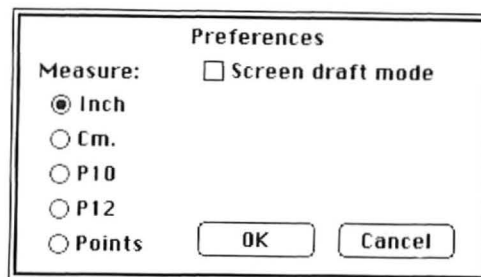 Preferences
Measure: Screen draft mode
Inch
Cm.
P10
P12
Points OK Cancel